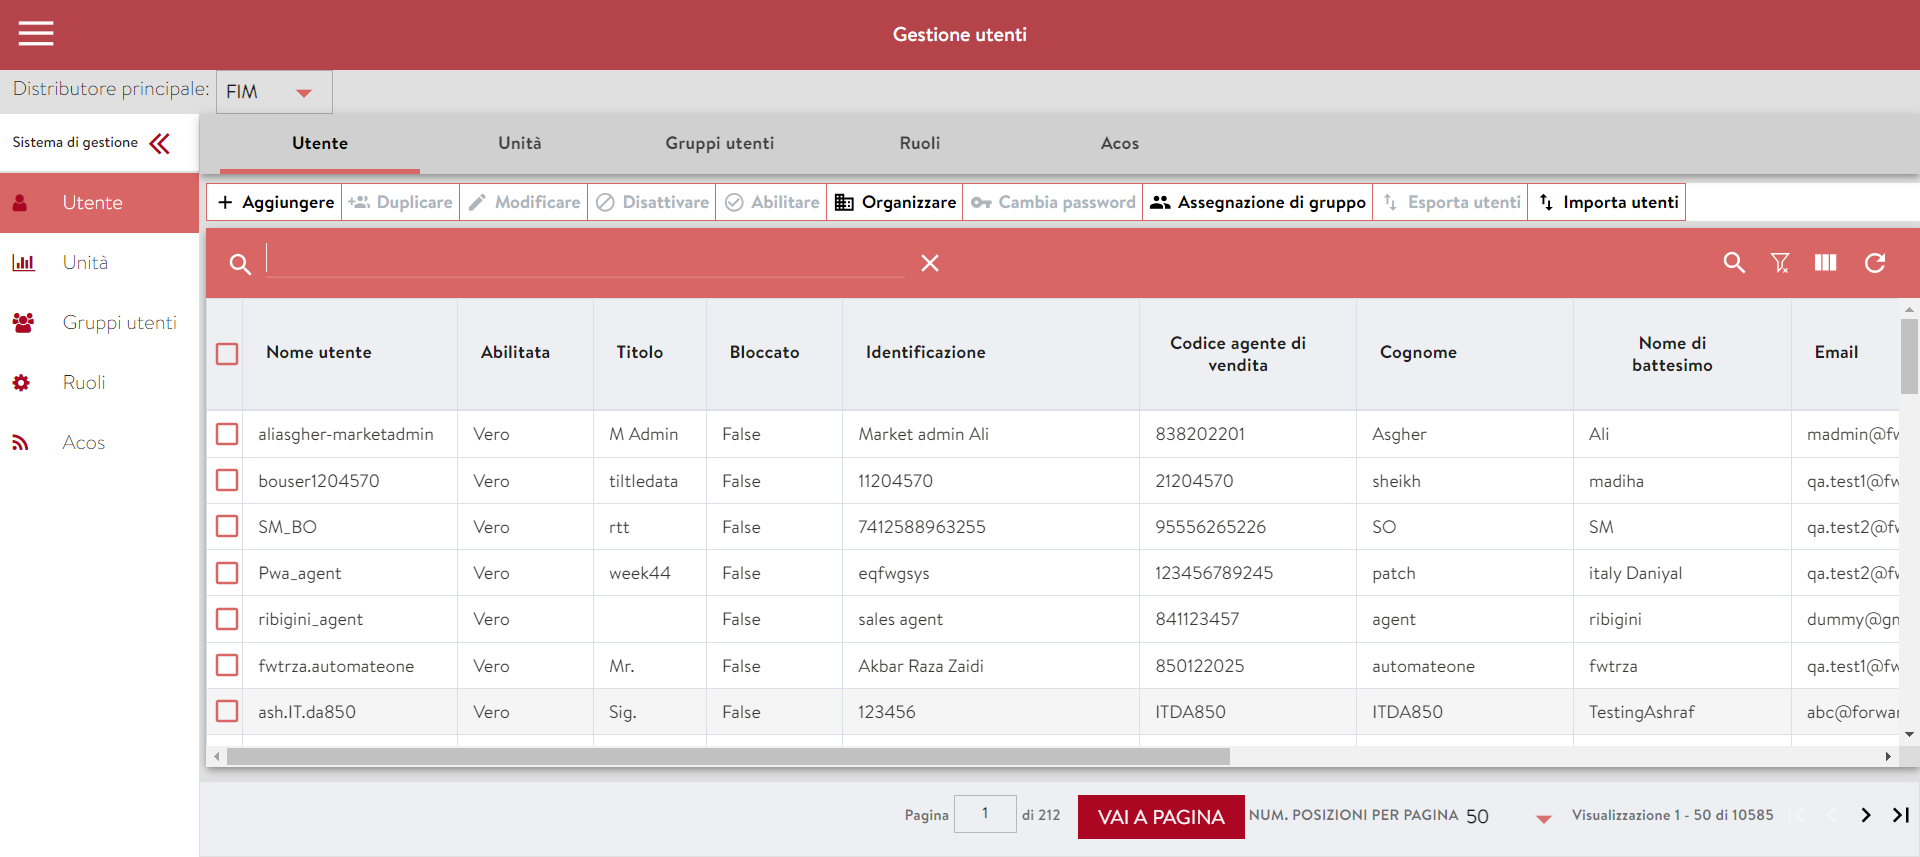 Gestione utenti
Distributore principale: FIM
Sistema di gestione
Utente Unità Gruppi utenti Ruoli Acos
Utente
Unità
Gruppi utenti
Ruoli
Acos
Aggiungere Duplicare Modificare Disattivare Abilitare Organizzare Cambia password Assegnazione di gruppo Esporta utenti Importa utenti
Nome utente Abilitata Titolo Bloccato Identificazione Codice agente di vendita Cognome Nome di battesimo Email
aliasgher-marketadmin Vero M Admin False Market admin Ali 838202201 Asgher Ali madmin@fw
bouser1204570 Vero tiltledata False 11204570 21204570 sheikh madiha qa.test1@fw
SM_BO Vero rtt False 7412588963255 95556265226 SO SM qa.test2@fw
Pwa_agent Vero week44 False eqfwgsys 123456789245 patch italy Daniyal qa.test2@fw
ribigini_agent Vero False sales agent 841123457 agent ribigini dummy@gm
fwtrza.automateone Vero Mr. False Akbar Raza Zaidi 850122025 automateone fwtrza qa.test1@fw
ash.IT.da850 Vero Sig. False 123456 ITDA850 ITDA850 TestingAshraf abc@forwar
Pagina 1 di 212 VAI A PAGINA NUM. POSIZIONI PER PAGINA 50 Visualizzazione 1 - 50 di 10585